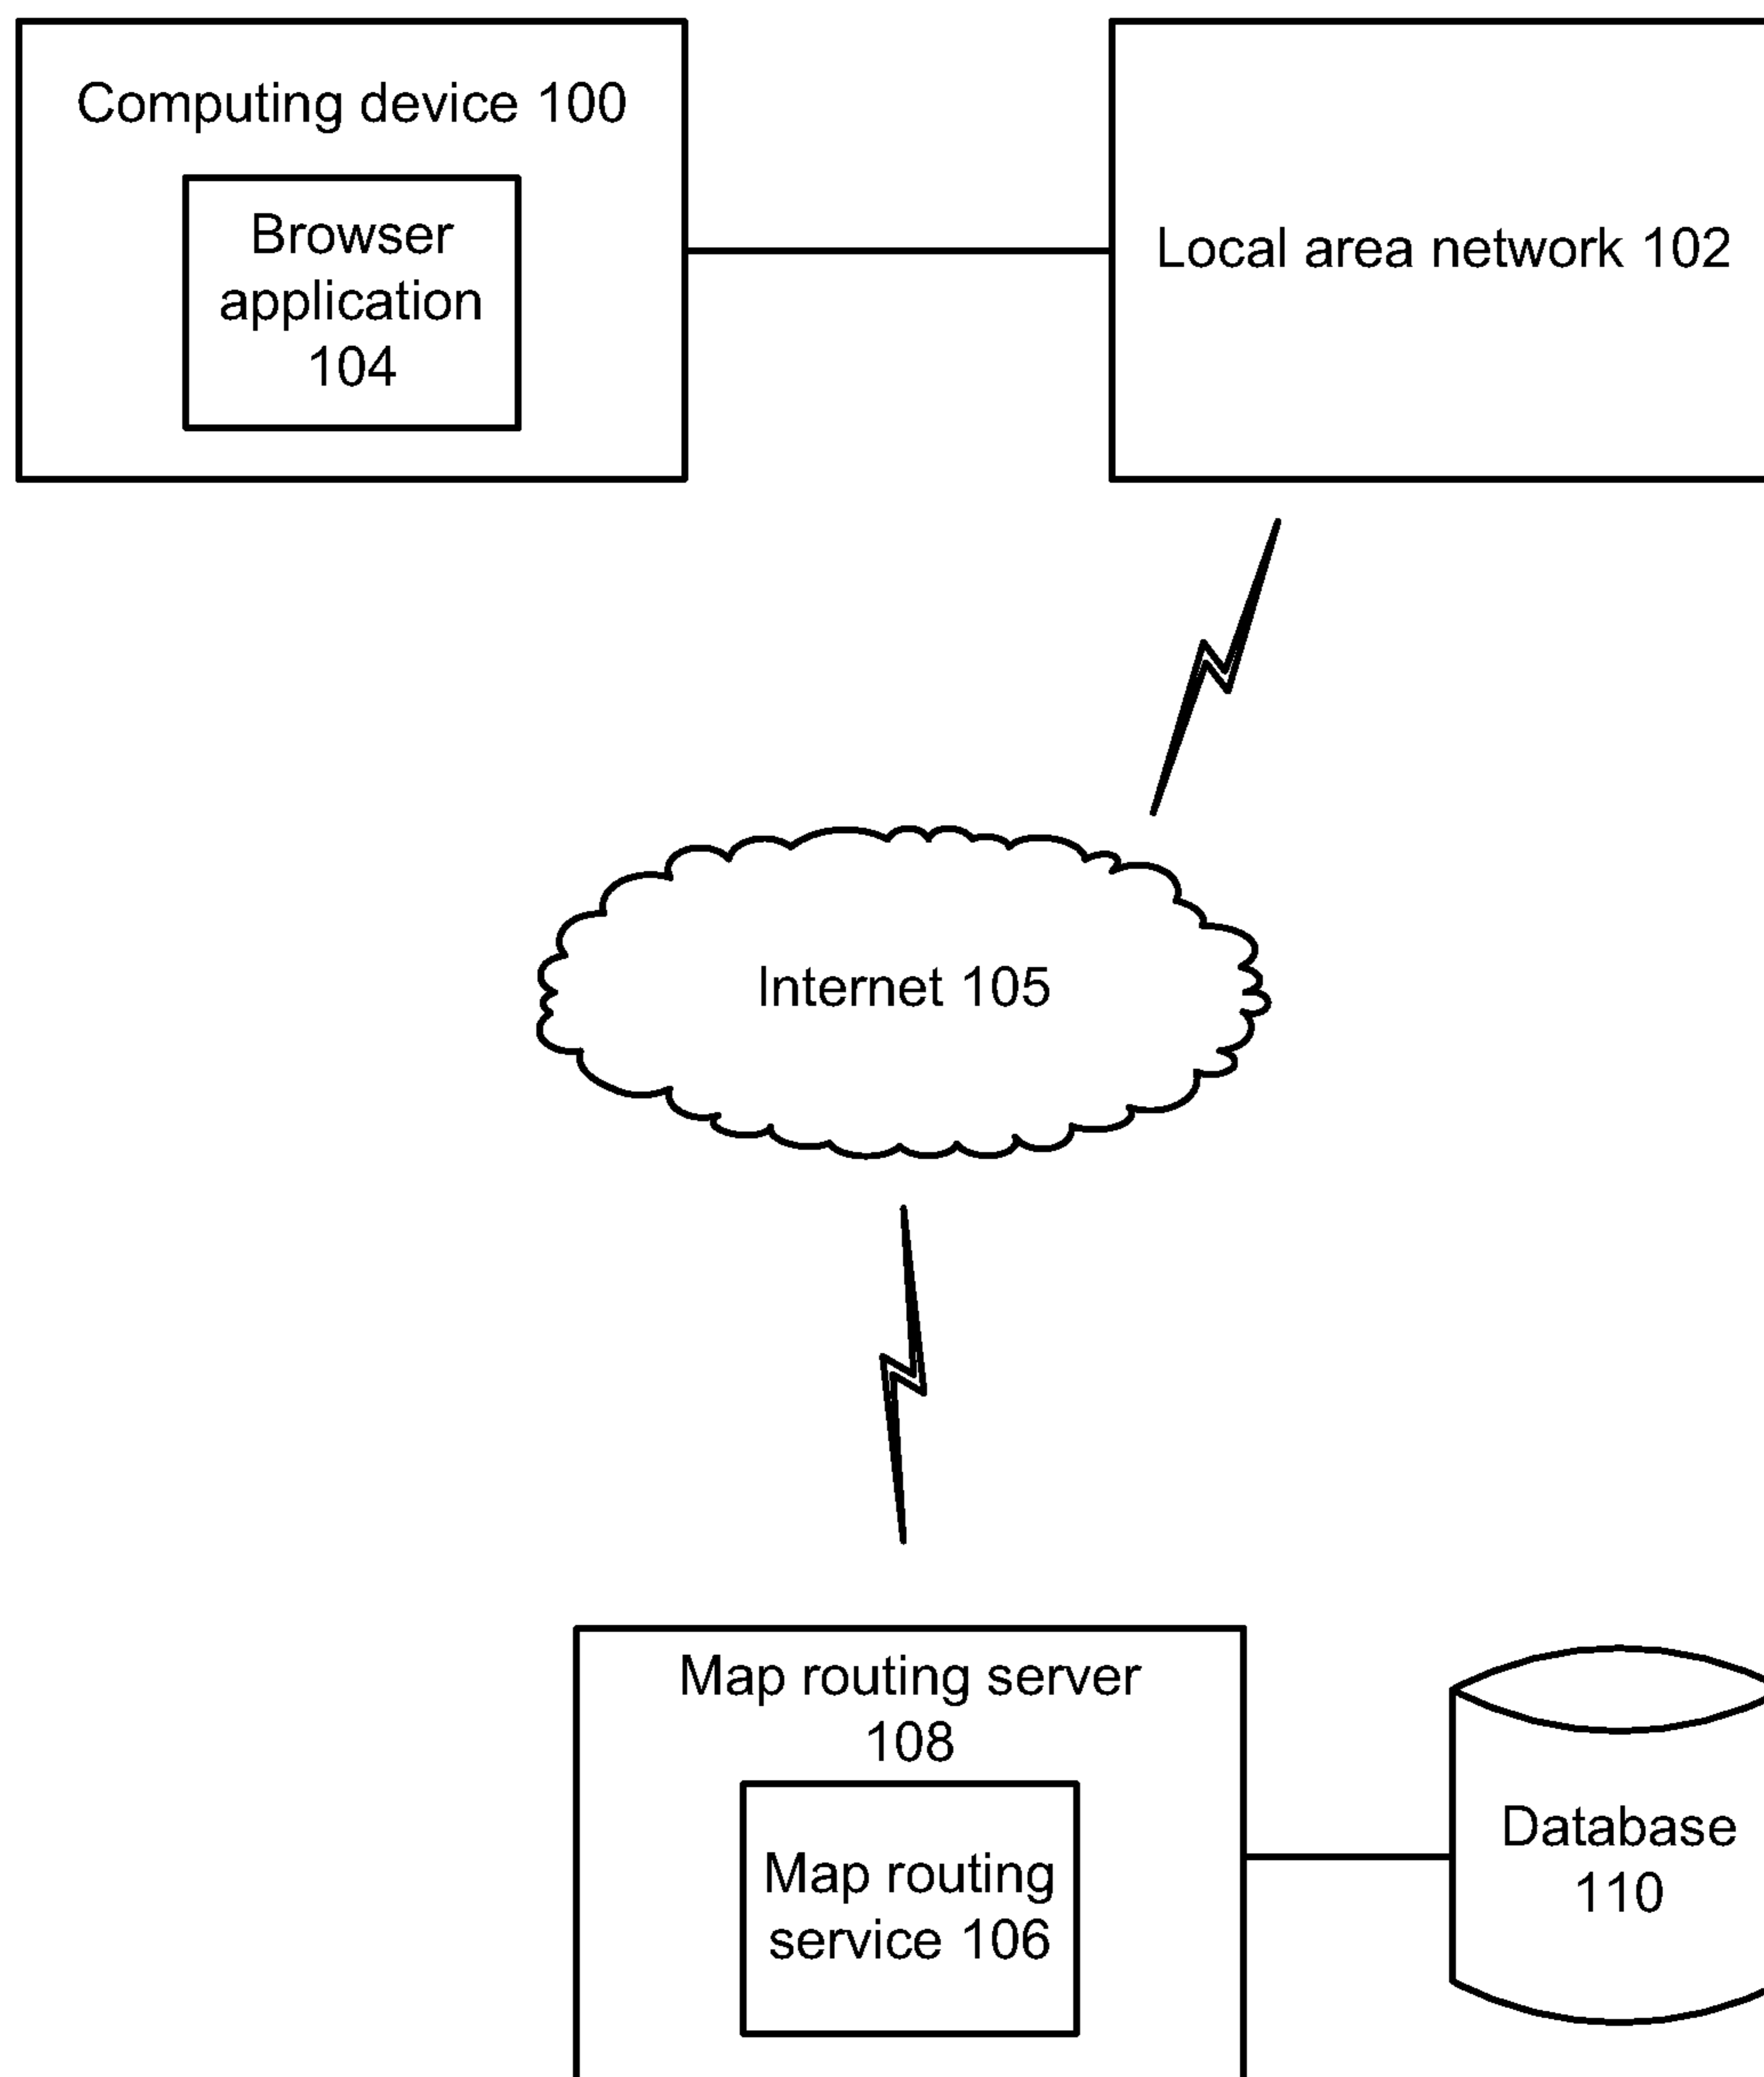 Computing device 100
Browser
application
104
Local area network 102
Internet 105
Map routing server
108
Map routing
service 106
Database
110